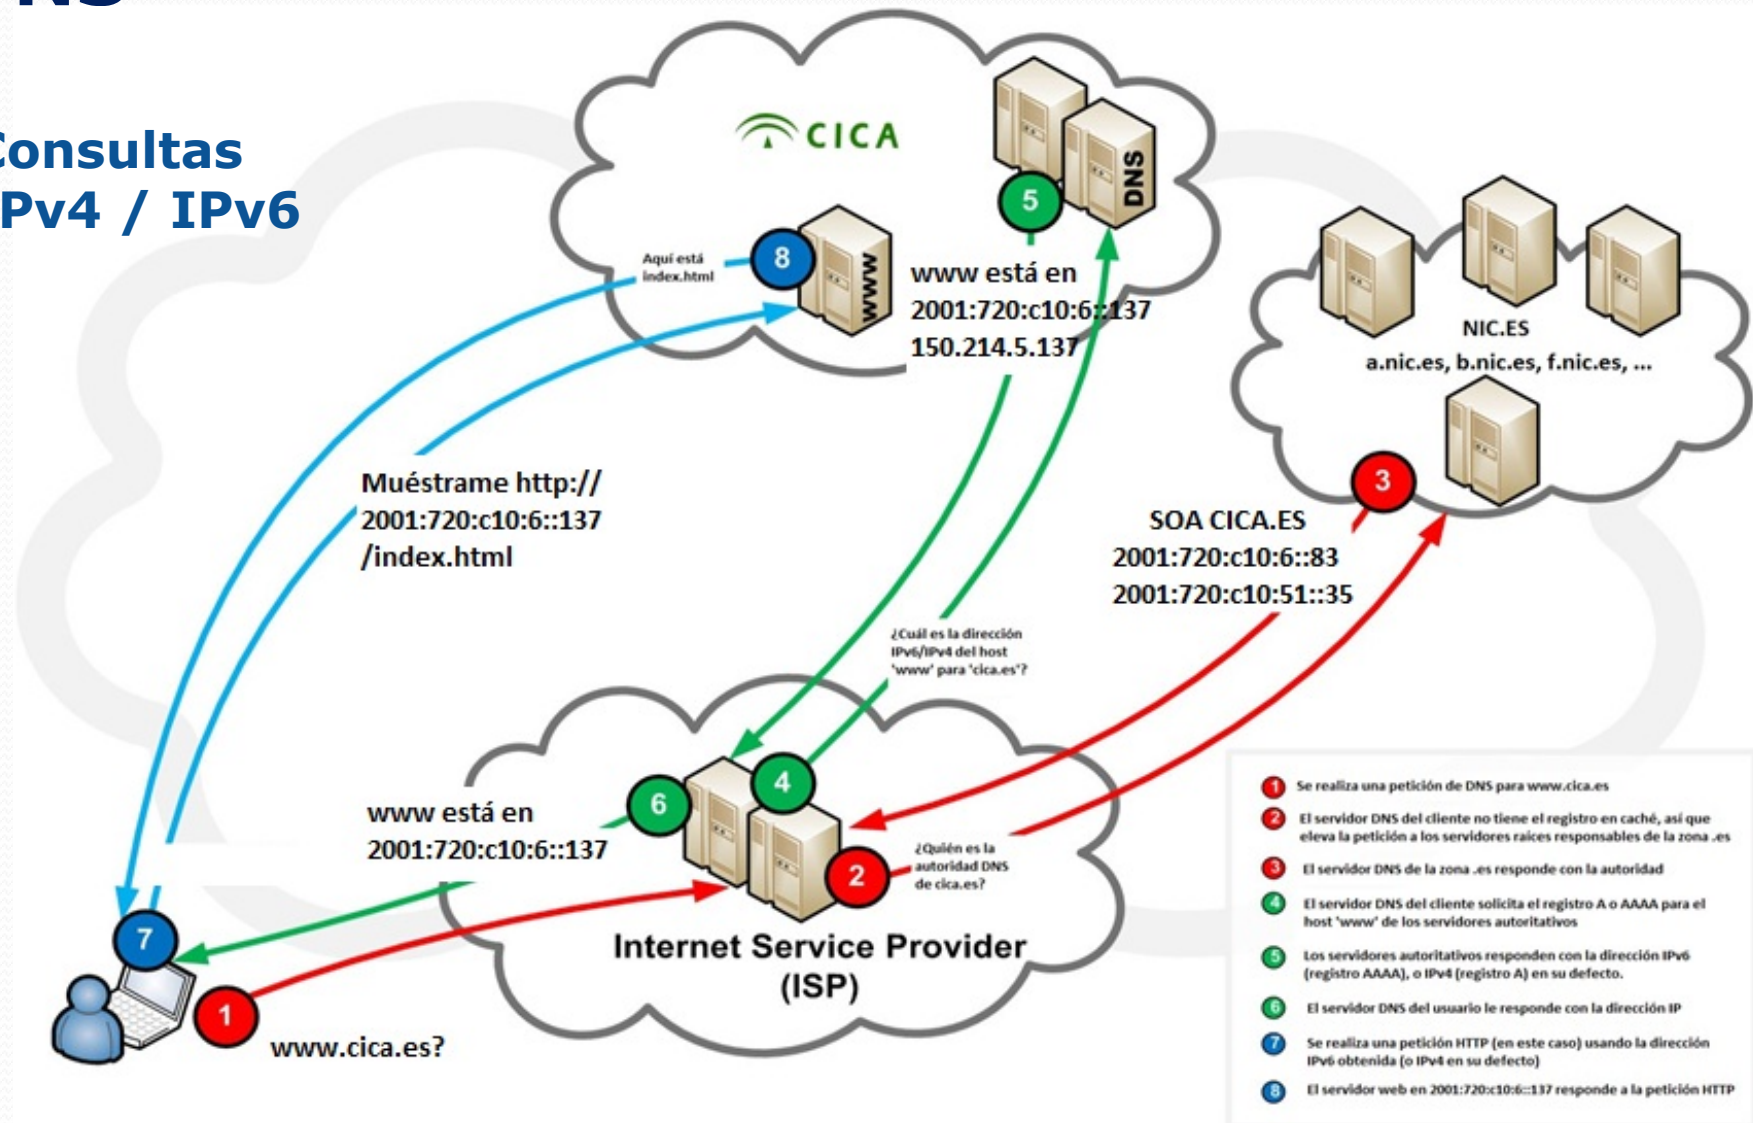 NS
Consultas
IPv4 / IPv6
CICA
DNS
5
8
Aquí está
index.html
WWW
www está en
2001:720:c10:6::137
150.214.5.137
NIC.ES
a.nic.es, b.nic.es, f.nic.es, ...
3
Muéstrame http://
2001:720:c10:6::137
/index.html
SOA CICA.ES
2001:720:c10:6::83
2001:720:c10:51::35
¿Cuál es la dirección
IPv6/IPv4 del host
'www' para 'cica.es'?
4
6
www está en
2001:720:c10:6::137
2
¿Quién es la
autoridad DNS
de cica.es?
Internet Service Provider
(ISP)
7
1
www.cica.es?
1 Se realiza una petición de DNS para www.cica.es
2 El servidor DNS del cliente no tiene el registro en caché, así que
eleva la petición a los servidores raices responsables de la zona .es
3 El servidor DNS de la zona .es responde con la autoridad
4 El servidor DNS del cliente solicita el registro A o AAAA para el
host 'www' de los servidores autoritativos
5 Los servidores autoritativos responden con la dirección IPv6
(registro AAAA), o IPv4 (registro A) en su defecto.
6 El servidor DNS del usuario le responde con la dirección IP
7 Se realiza una petición HTTP (en este caso) usando la dirección
IPv6 obtenida (o IPv4 en su defecto)
8 El servidor web en 2001:720:c10:6::137 responde a la petición HTTP